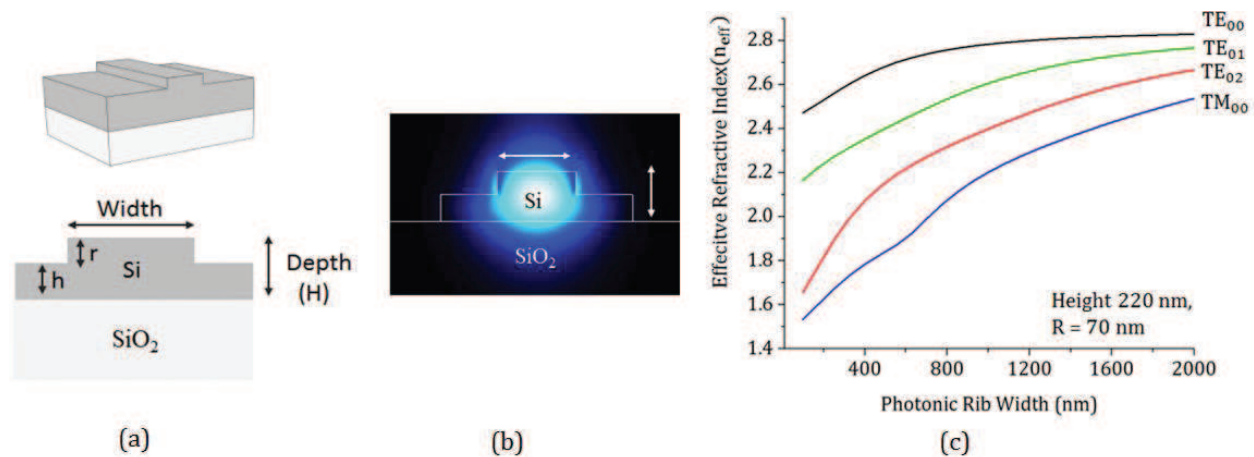 Width
r
h
Si
Depth
(H)
SiO₂
(a)
Si
SiO₂
(b)
Effecitve Refractive Index(n_eff)
2.8
2.6
2.4
2.2
2.0
1.8
1.6
1.4
TE₀₀
TE₀₁
TE₀₂
TM₀₀
Height 220 nm,
R = 70 nm
400
800
1200
1600
2000
Photonic Rib Width (nm)
(c)